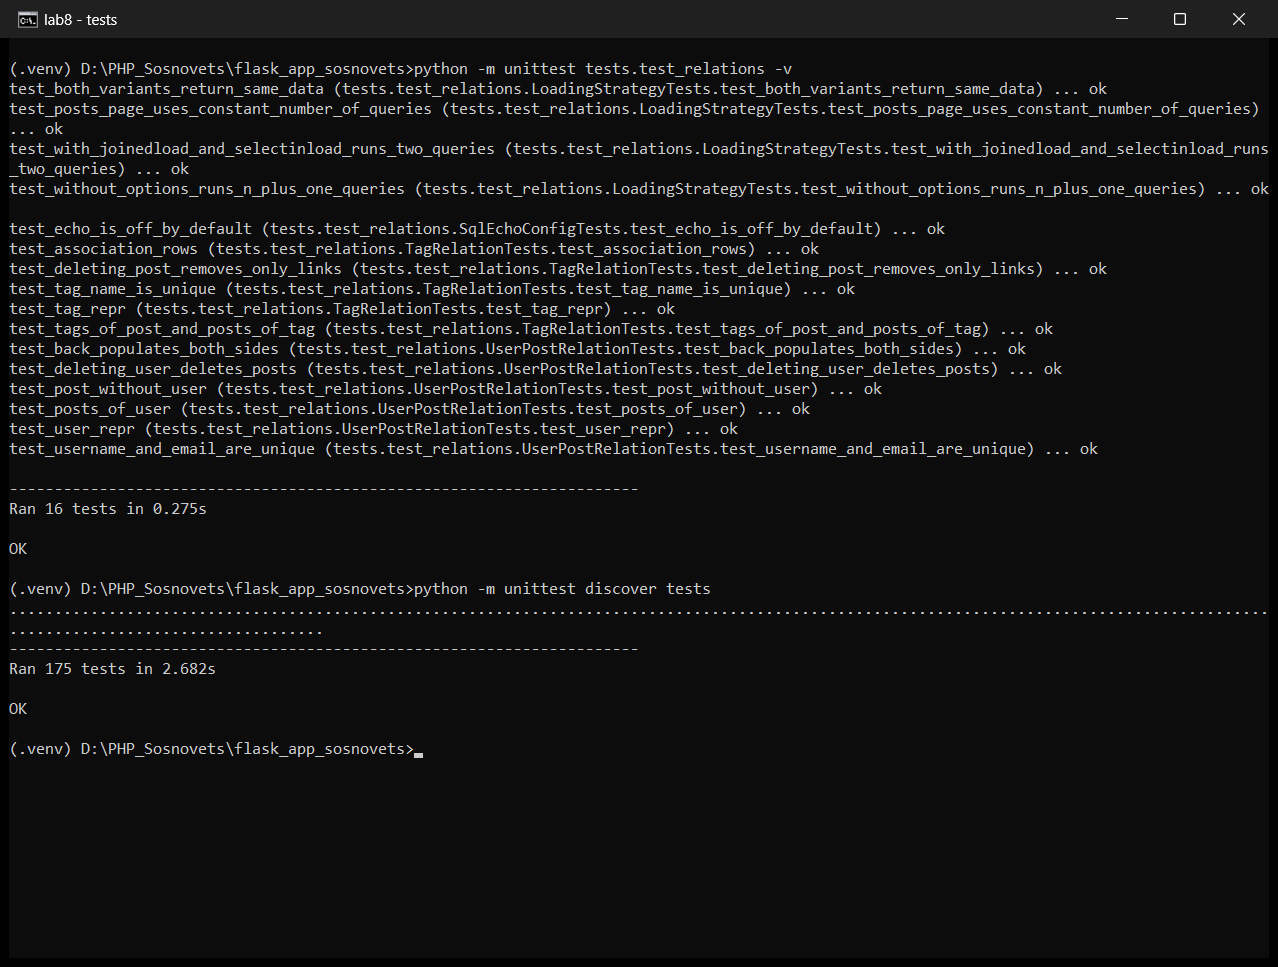 lab8 - tests
(.venv) D:\PHP_Sosnovets\flask_app_sosnovets>python -m unittest tests.test_relations -v
test_both_variants_return_same_data (tests.test_relations.LoadingStrategyTests.test_both_variants_return_same_data) ... ok
test_posts_page_uses_constant_number_of_queries (tests.test_relations.LoadingStrategyTests.test_posts_page_uses_constant_number_of_queries)
... ok
test_with_joinedload_and_selectinload_runs_two_queries (tests.test_relations.LoadingStrategyTests.test_with_joinedload_and_selectinload_runs
_two_queries) ... ok
test_without_options_runs_n_plus_one_queries (tests.test_relations.LoadingStrategyTests.test_without_options_runs_n_plus_one_queries) ... ok
test_echo_is_off_by_default (tests.test_relations.SqlEchoConfigTests.test_echo_is_off_by_default) ... ok
test_association_rows (tests.test_relations.TagRelationTests.test_association_rows) ... ok
test_deleting_post_removes_only_links (tests.test_relations.TagRelationTests.test_deleting_post_removes_only_links) ... ok
test_tag_name_is_unique (tests.test_relations.TagRelationTests.test_tag_name_is_unique) ... ok
test_tag_repr (tests.test_relations.TagRelationTests.test_tag_repr) ... ok
test_tags_of_post_and_posts_of_tag (tests.test_relations.TagRelationTests.test_tags_of_post_and_posts_of_tag) ... ok
test_back_populates_both_sides (tests.test_relations.UserPostRelationTests.test_back_populates_both_sides) ... ok
test_deleting_user_deletes_posts (tests.test_relations.UserPostRelationTests.test_deleting_user_deletes_posts) ... ok
test_post_without_user (tests.test_relations.UserPostRelationTests.test_post_without_user) ... ok
test_posts_of_user (tests.test_relations.UserPostRelationTests.test_posts_of_user) ... ok
test_user_repr (tests.test_relations.UserPostRelationTests.test_user_repr) ... ok
test_username_and_email_are_unique (tests.test_relations.UserPostRelationTests.test_username_and_email_are_unique) ... ok
----------------------------------------------------------------------
Ran 16 tests in 0.275s
OK
(.venv) D:\PHP_Sosnovets\flask_app_sosnovets>python -m unittest discover tests
............................................................................................................................................
...................................
----------------------------------------------------------------------
Ran 175 tests in 2.682s
OK
(.venv) D:\PHP_Sosnovets\flask_app_sosnovets>